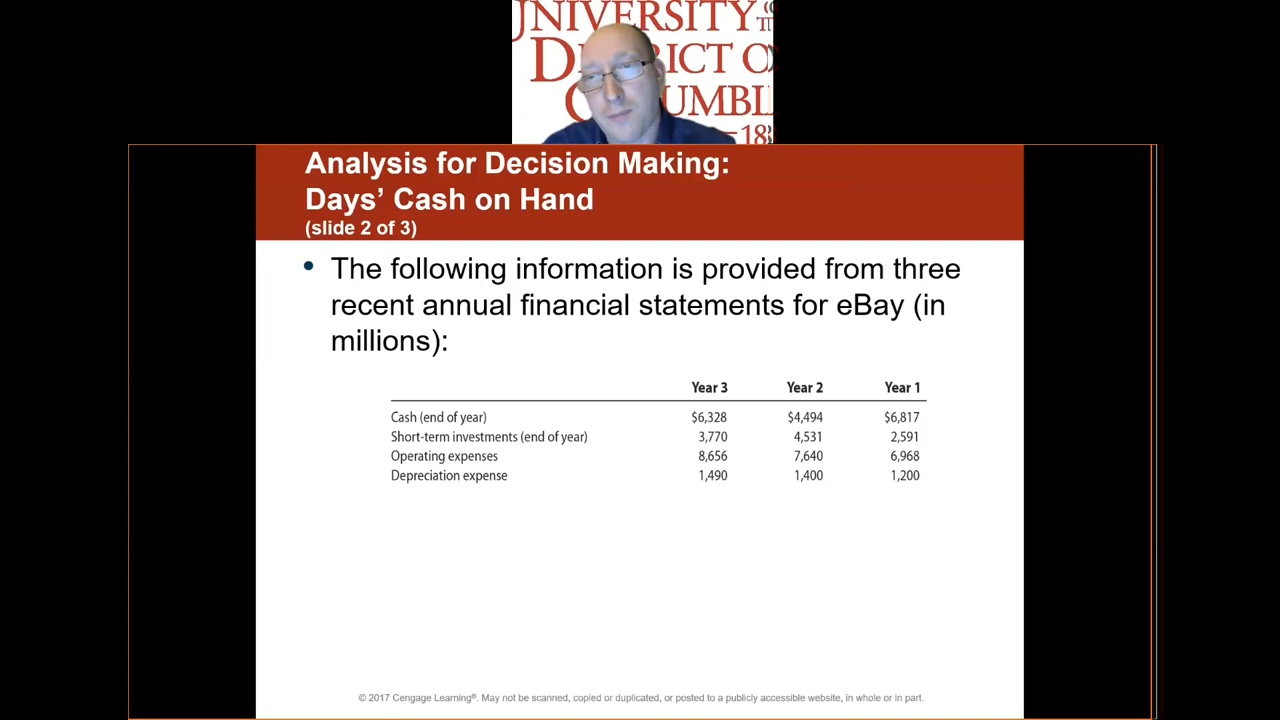 UNIVERSITY
DISTRICT
COLUMBIA
Analysis for Decision Making:
Days’ Cash on Hand
(slide 2 of 3)
• The following information is provided from three
recent annual financial statements for eBay (in
millions):
Year 3 Year 2 Year 1
Cash (end of year) $6,328 $4,494 $6,817
Short-term investments (end of year) 3,770 4,531 2,591
Operating expenses 8,656 7,640 6,968
Depreciation expense 1,490 1,400 1,200
© 2017 Cengage Learning®. May not be scanned, copied or duplicated, or posted to a publicly accessible website, in whole or in part.